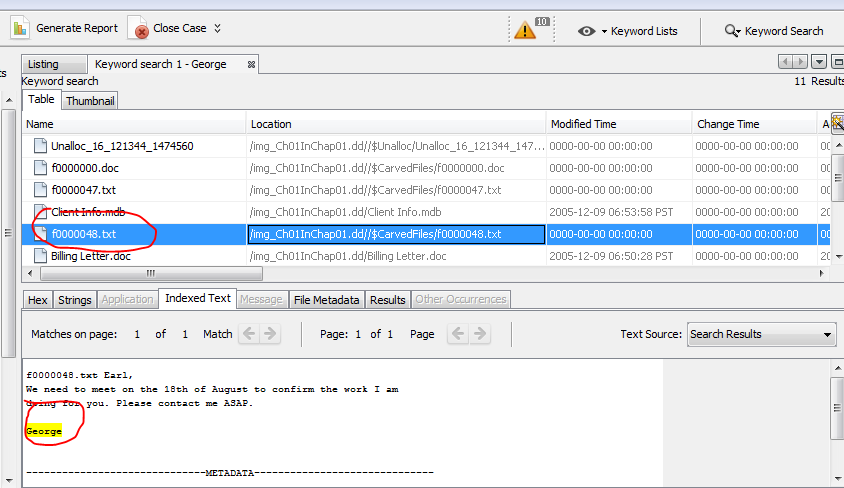 Generate Report Close Case 10 Keyword Lists Keyword Search
Listing Keyword search 1 - George
ts Keyword search 11 Results
Table Thumbnail
Name Location Modified Time Change Time A
Unalloc_16_121344_1474560 /img_Ch01InChap01.dd//$Unalloc/Unalloc_16_121344_147... 0000-00-00 00:00:00 0000-00-00 00:00:00 00
f0000000.doc /img_Ch01InChap01.dd//$CarvedFiles/f0000000.doc 0000-00-00 00:00:00 0000-00-00 00:00:00 00
f0000047.txt /img_Ch01InChap01.dd//$CarvedFiles/f0000047.txt 0000-00-00 00:00:00 0000-00-00 00:00:00 00
Client Info.mdb /img_Ch01InChap01.dd/Client Info.mdb 2005-12-09 06:53:58 PST 0000-00-00 00:00:00 20
f0000048.txt /img_Ch01InChap01.dd//$CarvedFiles/f0000048.txt 0000-00-00 00:00:00 0000-00-00 00:00:00 00
Billing Letter.doc /img_Ch01InChap01.dd/Billing Letter.doc 2005-12-09 06:50:28 PST 0000-00-00 00:00:00 20
Hex Strings Application Indexed Text Message File Metadata Results Other Occurrences
Matches on page: 1 of 1 Match Page: 1 of 1 Page Text Source: Search Results
f0000048.txt Earl,
We need to meet on the 18th of August to confirm the work I am
doing for you. Please contact me ASAP.
George
------------------------------METADATA------------------------------